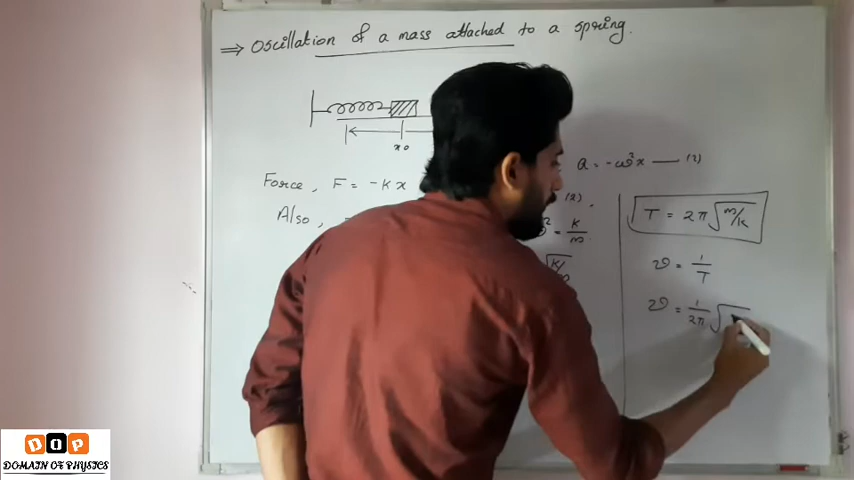 ⇒ Oscillation of a mass attached to a spring.
x o
a = -ω²x —— (2)
Force, F = -Kx
(2).
Also,
= K/m
√K/m
T = 2π√m/K
ν = 1/T
ν = 1/2π √
DOP
DOMAIN OF PHYSICS